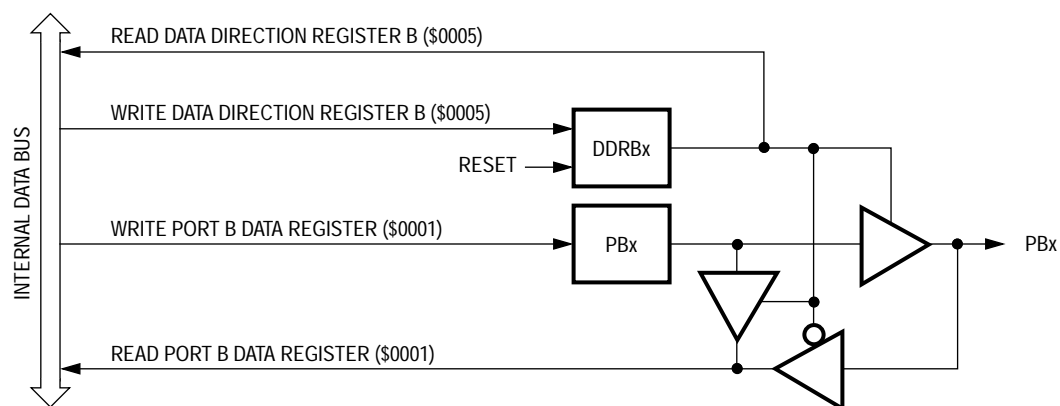 READ DATA DIRECTION REGISTER B ($0005)
WRITE DATA DIRECTION REGISTER B ($0005)
DDRBx
RESET
INTERNAL DATA BUS
WRITE PORT B DATA REGISTER ($0001)
PBx
PBx
READ PORT B DATA REGISTER ($0001)